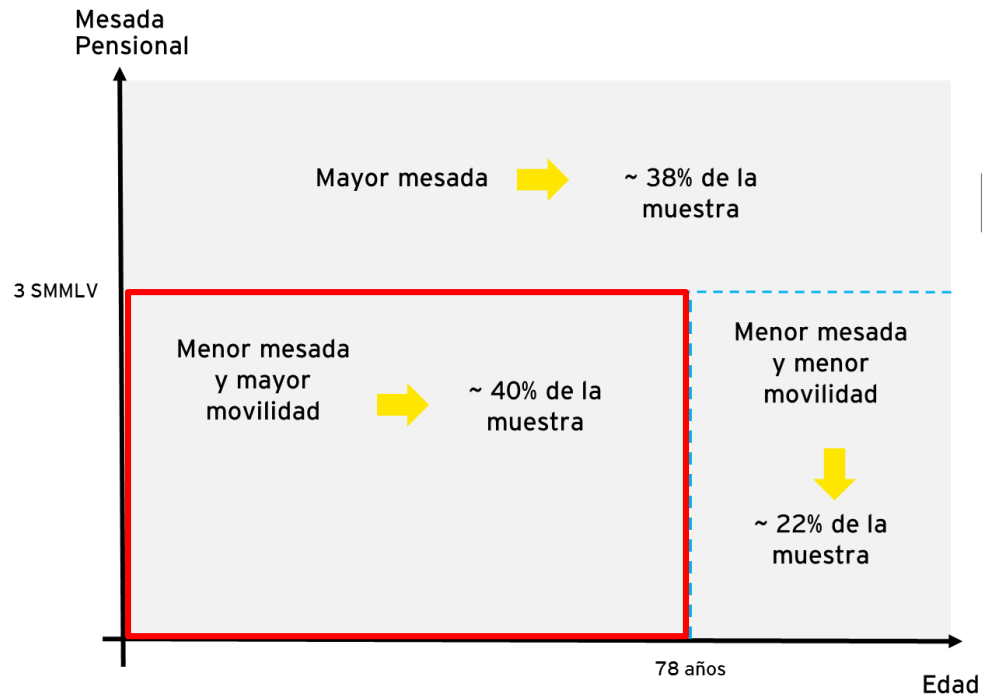 Mesada
Pensional
Mayor mesada
~ 38% de la
muestra
3 SMMLV
Menor mesada
y mayor
movilidad
~ 40% de la
muestra
Menor mesada
y menor
movilidad
~ 22% de la
muestra
78 años
Edad